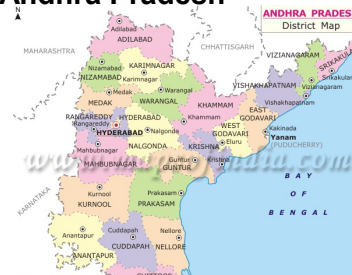 Andhra Pradesh
N
ANDHRA PRADES
District Map
Adilabad
ADILABAD
MAHARASHTRA
CHHATTISGARH
VIZIANAGARAM
SRIKAKULA
Srikakulam
Nizamabad
NIZAMABAD
KARIMNAGAR
Karimnagar
Vizianagaram
VISHAKHAPATNAM
Vishakhapatnam
Medak
MEDAK
Warangal
WARANGAL
KHAMMAM
EAST
GODAVARI
RANGAREDDY
Rangareddy
HYDERABAD
HYDERABAD
Khammam
WEST
GODAVARI
Kakinada
Yanam
(PUDUCHERRY)
Nalgonda
NALGONDA
Eluru
KRISHNA
Mahbubnagar
MAHBUBNAGAR
Guntur
GUNTUR
Krishna
KARNATAKA
BAY
OF
BENGAL
Kurnool
KURNOOL
Prakasam
PRAKASAM
Anantapur
ANANTAPUR
Cuddapah
CUDDAPAH
Nellore
NELLORE